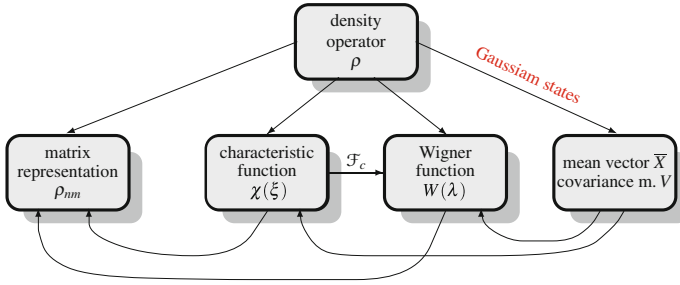 density
operator
ρ
Gaussiam states
matrix
representation
ρnm
characteristic
function
χ(ξ)
ℱc
Wigner
function
W(λ)
mean vector X̅
covariance m. V